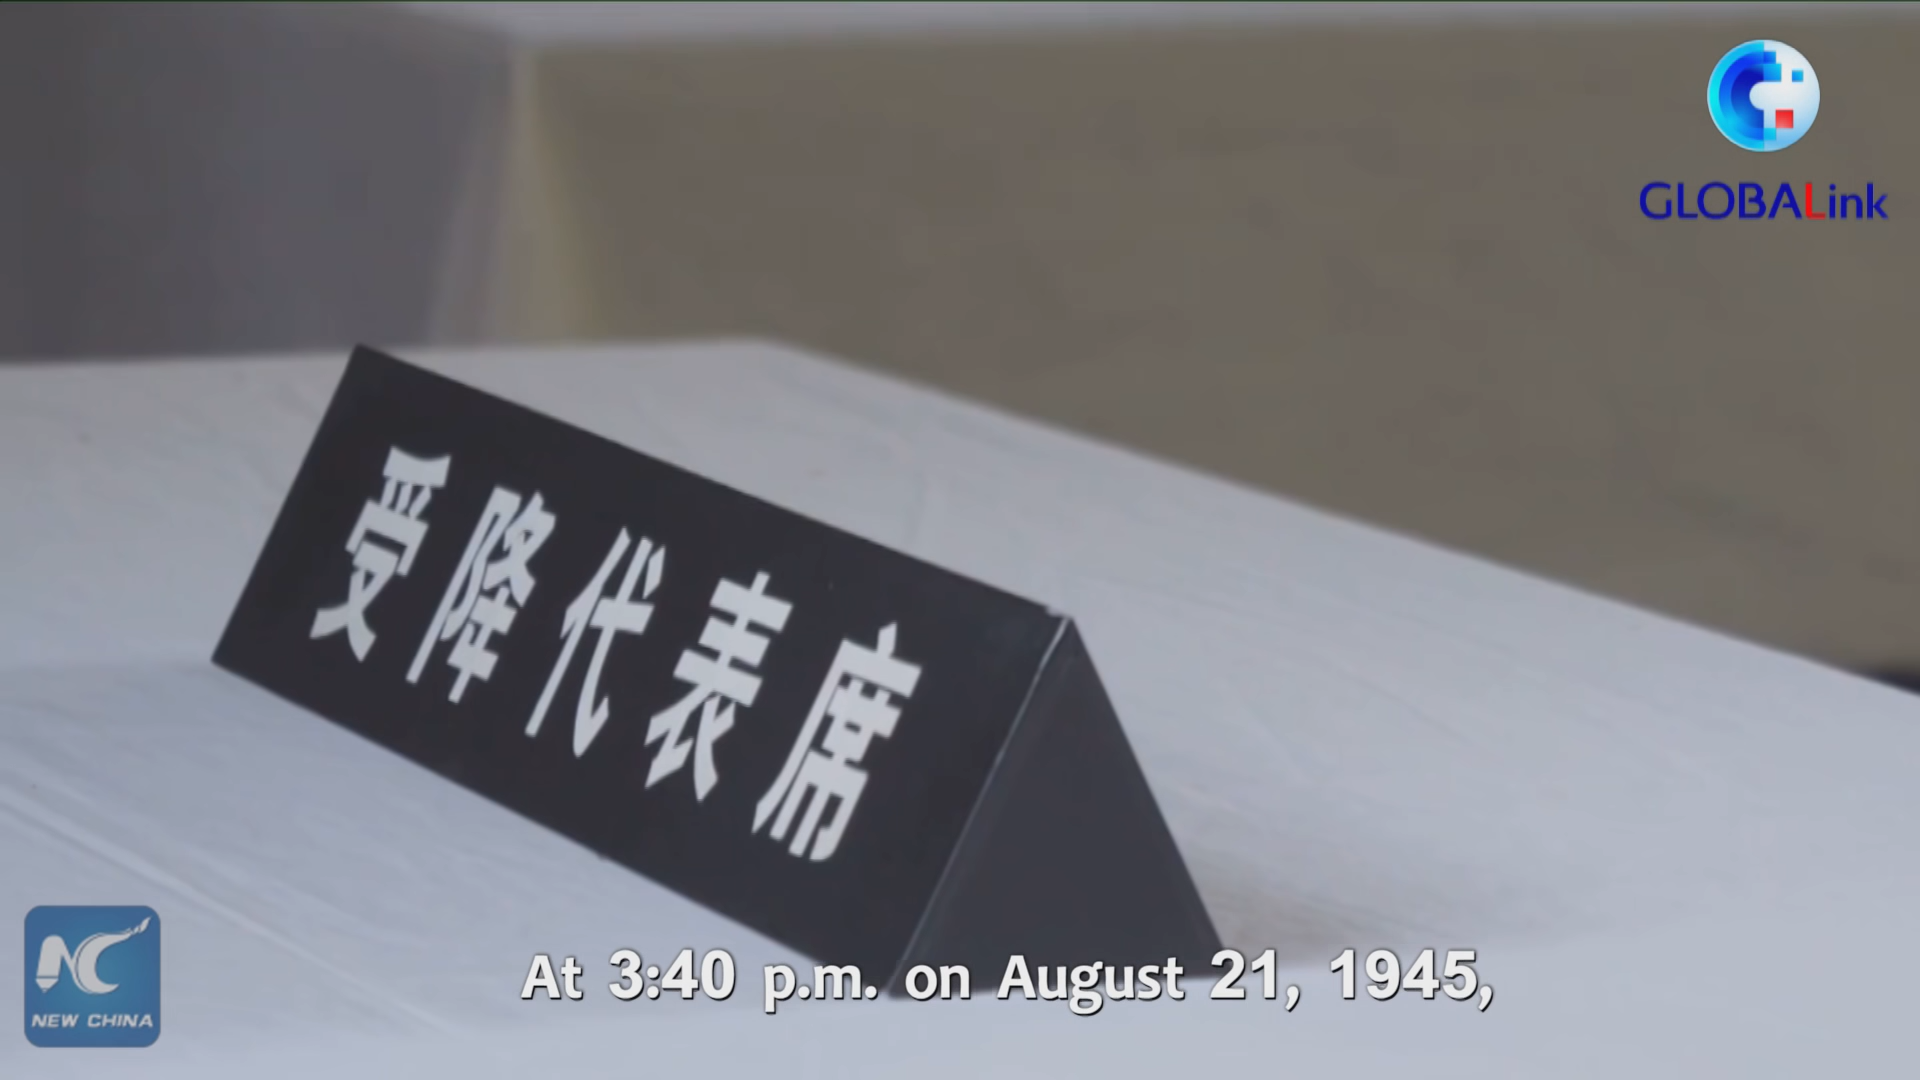 GLOBALink
受降代表席
At 3:40 p.m. on August 21, 1945,
NEW CHINA